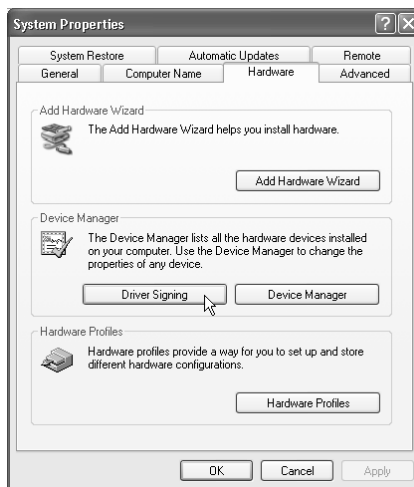 System Properties
System Restore Automatic Updates Remote
General Computer Name Hardware Advanced
Add Hardware Wizard
The Add Hardware Wizard helps you install hardware.
Add Hardware Wizard
Device Manager
The Device Manager lists all the hardware devices installed
on your computer. Use the Device Manager to change the
properties of any device.
Driver Signing Device Manager
Hardware Profiles
Hardware profiles provide a way for you to set up and store
different hardware configurations.
Hardware Profiles
OK Cancel Apply